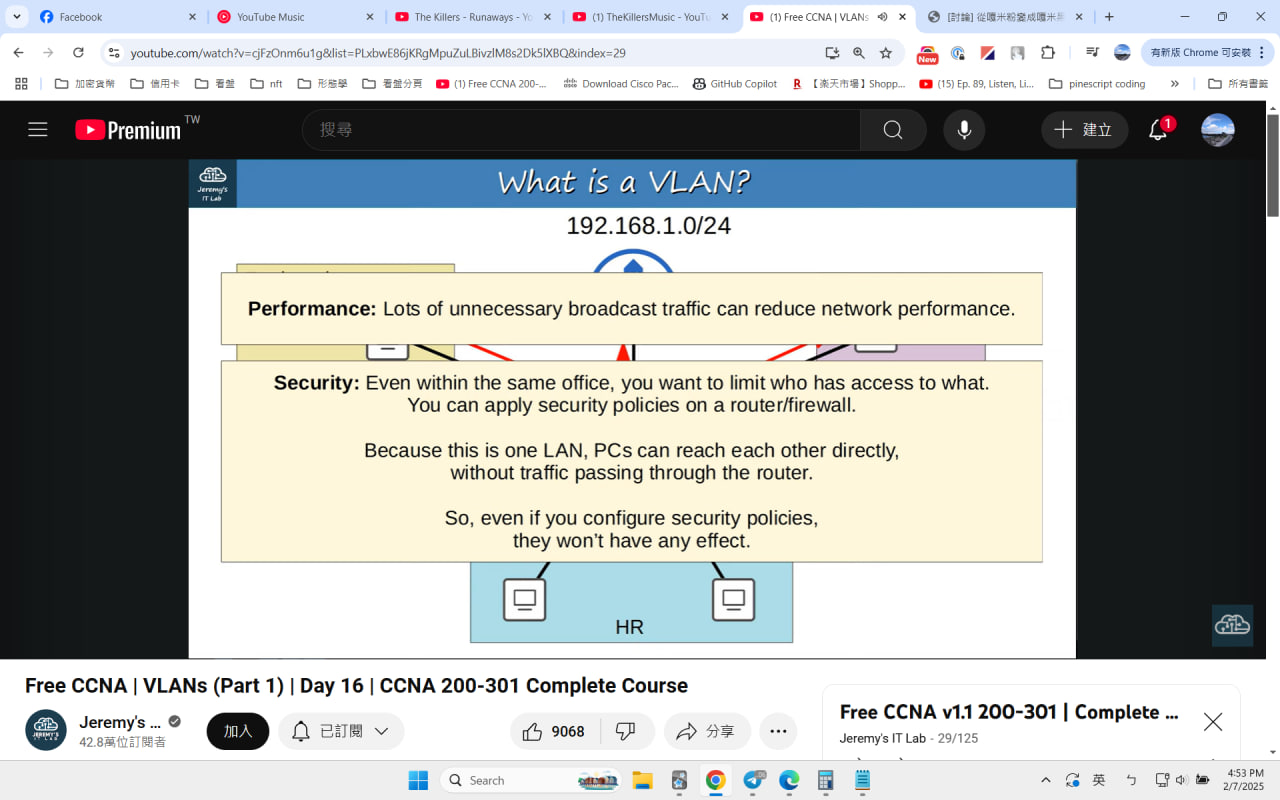 Facebook
YouTube Music
The Killers - Runaways - Yo
(1) TheKillersMusic - YouTu
(1) Free CCNA | VLANs
[討論] 從嘎米粉變成嘎米黑
youtube.com/watch?v=cjFzOnm6u1g&list=PLxbwE86jKRgMpuZuLBivzlM8s2Dk5lXBQ&index=29
New
有新版 Chrome 可安裝
加密貨幣
信用卡
看盤
nft
形態學
看盤分頁
(1) Free CCNA 200-...
Download Cisco Pac...
GitHub Copilot
【楽天市場】Shopp...
(15) Ep. 89, Listen, Li...
pinescript coding
»
所有書籤
Premium TW
搜尋
建立
1
Jeremy's
IT Lab
What is a VLAN?
192.168.1.0/24
Performance: Lots of unnecessary broadcast traffic can reduce network performance.
Security: Even within the same office, you want to limit who has access to what.
You can apply security policies on a router/firewall.
Because this is one LAN, PCs can reach each other directly,
without traffic passing through the router.
So, even if you configure security policies,
they won't have any effect.
HR
Free CCNA | VLANs (Part 1) | Day 16 | CCNA 200-301 Complete Course
Jeremy's ...
42.8萬位訂閱者
加入
已訂閱
9068
分享
Free CCNA v1.1 200-301 | Complete ...
Jeremy's IT Lab - 29/125
JEREMY'S
IT LAB
Search
英
ㄅ
4:53 PM
2/7/2025